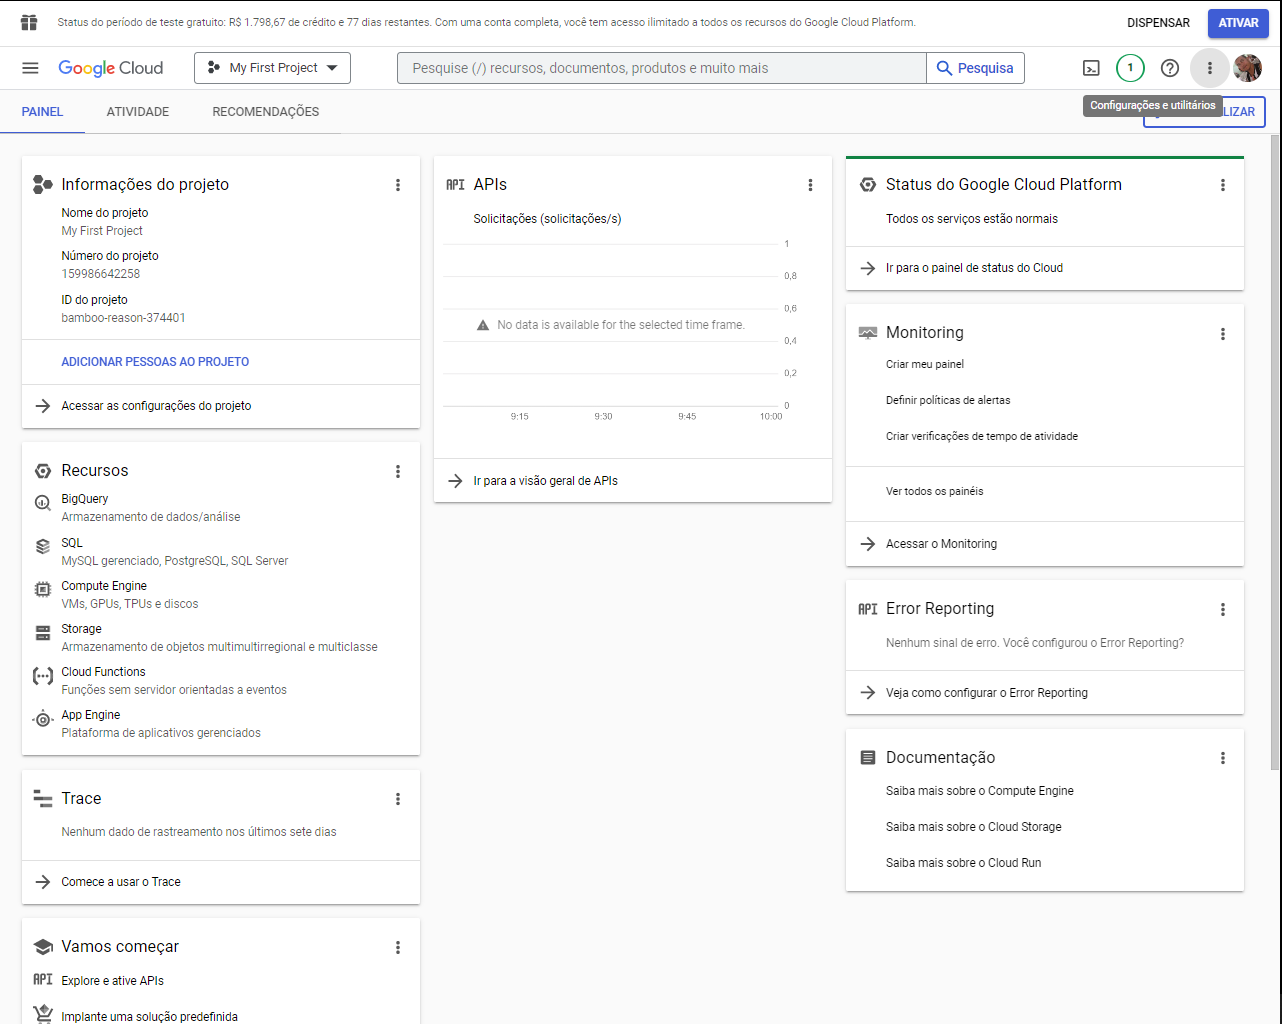 Status do período de teste gratuito: R$ 1.798,67 de crédito e 77 dias restantes. Com uma conta completa, você tem acesso ilimitado a todos os recursos do Google Cloud Platform.
DISPENSAR
ATIVAR
Google Cloud
My First Project
Pesquise (/) recursos, documentos, produtos e muito mais
Pesquisa
1
Configurações e utilitários
PAINEL
ATIVIDADE
RECOMENDAÇÕES
LIZAR
Informações do projeto
Nome do projeto
My First Project
Número do projeto
159986642258
ID do projeto
bamboo-reason-374401
ADICIONAR PESSOAS AO PROJETO
Acessar as configurações do projeto
Recursos
BigQuery
Armazenamento de dados/análise
SQL
MySQL gerenciado, PostgreSQL, SQL Server
Compute Engine
VMs, GPUs, TPUs e discos
Storage
Armazenamento de objetos multimultirregional e multiclasse
Cloud Functions
Funções sem servidor orientadas a eventos
App Engine
Plataforma de aplicativos gerenciados
Trace
Nenhum dado de rastreamento nos últimos sete dias
Comece a usar o Trace
Vamos começar
API Explore e ative APIs
Implante uma solução predefinida
API APIs
Solicitações (solicitações/s)
1
0,8
0,6
No data is available for the selected time frame.
0,4
0,2
0
9:15 9:30 9:45 10:00
Ir para a visão geral de APIs
Status do Google Cloud Platform
Todos os serviços estão normais
Ir para o painel de status do Cloud
Monitoring
Criar meu painel
Definir políticas de alertas
Criar verificações de tempo de atividade
Ver todos os painéis
Acessar o Monitoring
API Error Reporting
Nenhum sinal de erro. Você configurou o Error Reporting?
Veja como configurar o Error Reporting
Documentação
Saiba mais sobre o Compute Engine
Saiba mais sobre o Cloud Storage
Saiba mais sobre o Cloud Run